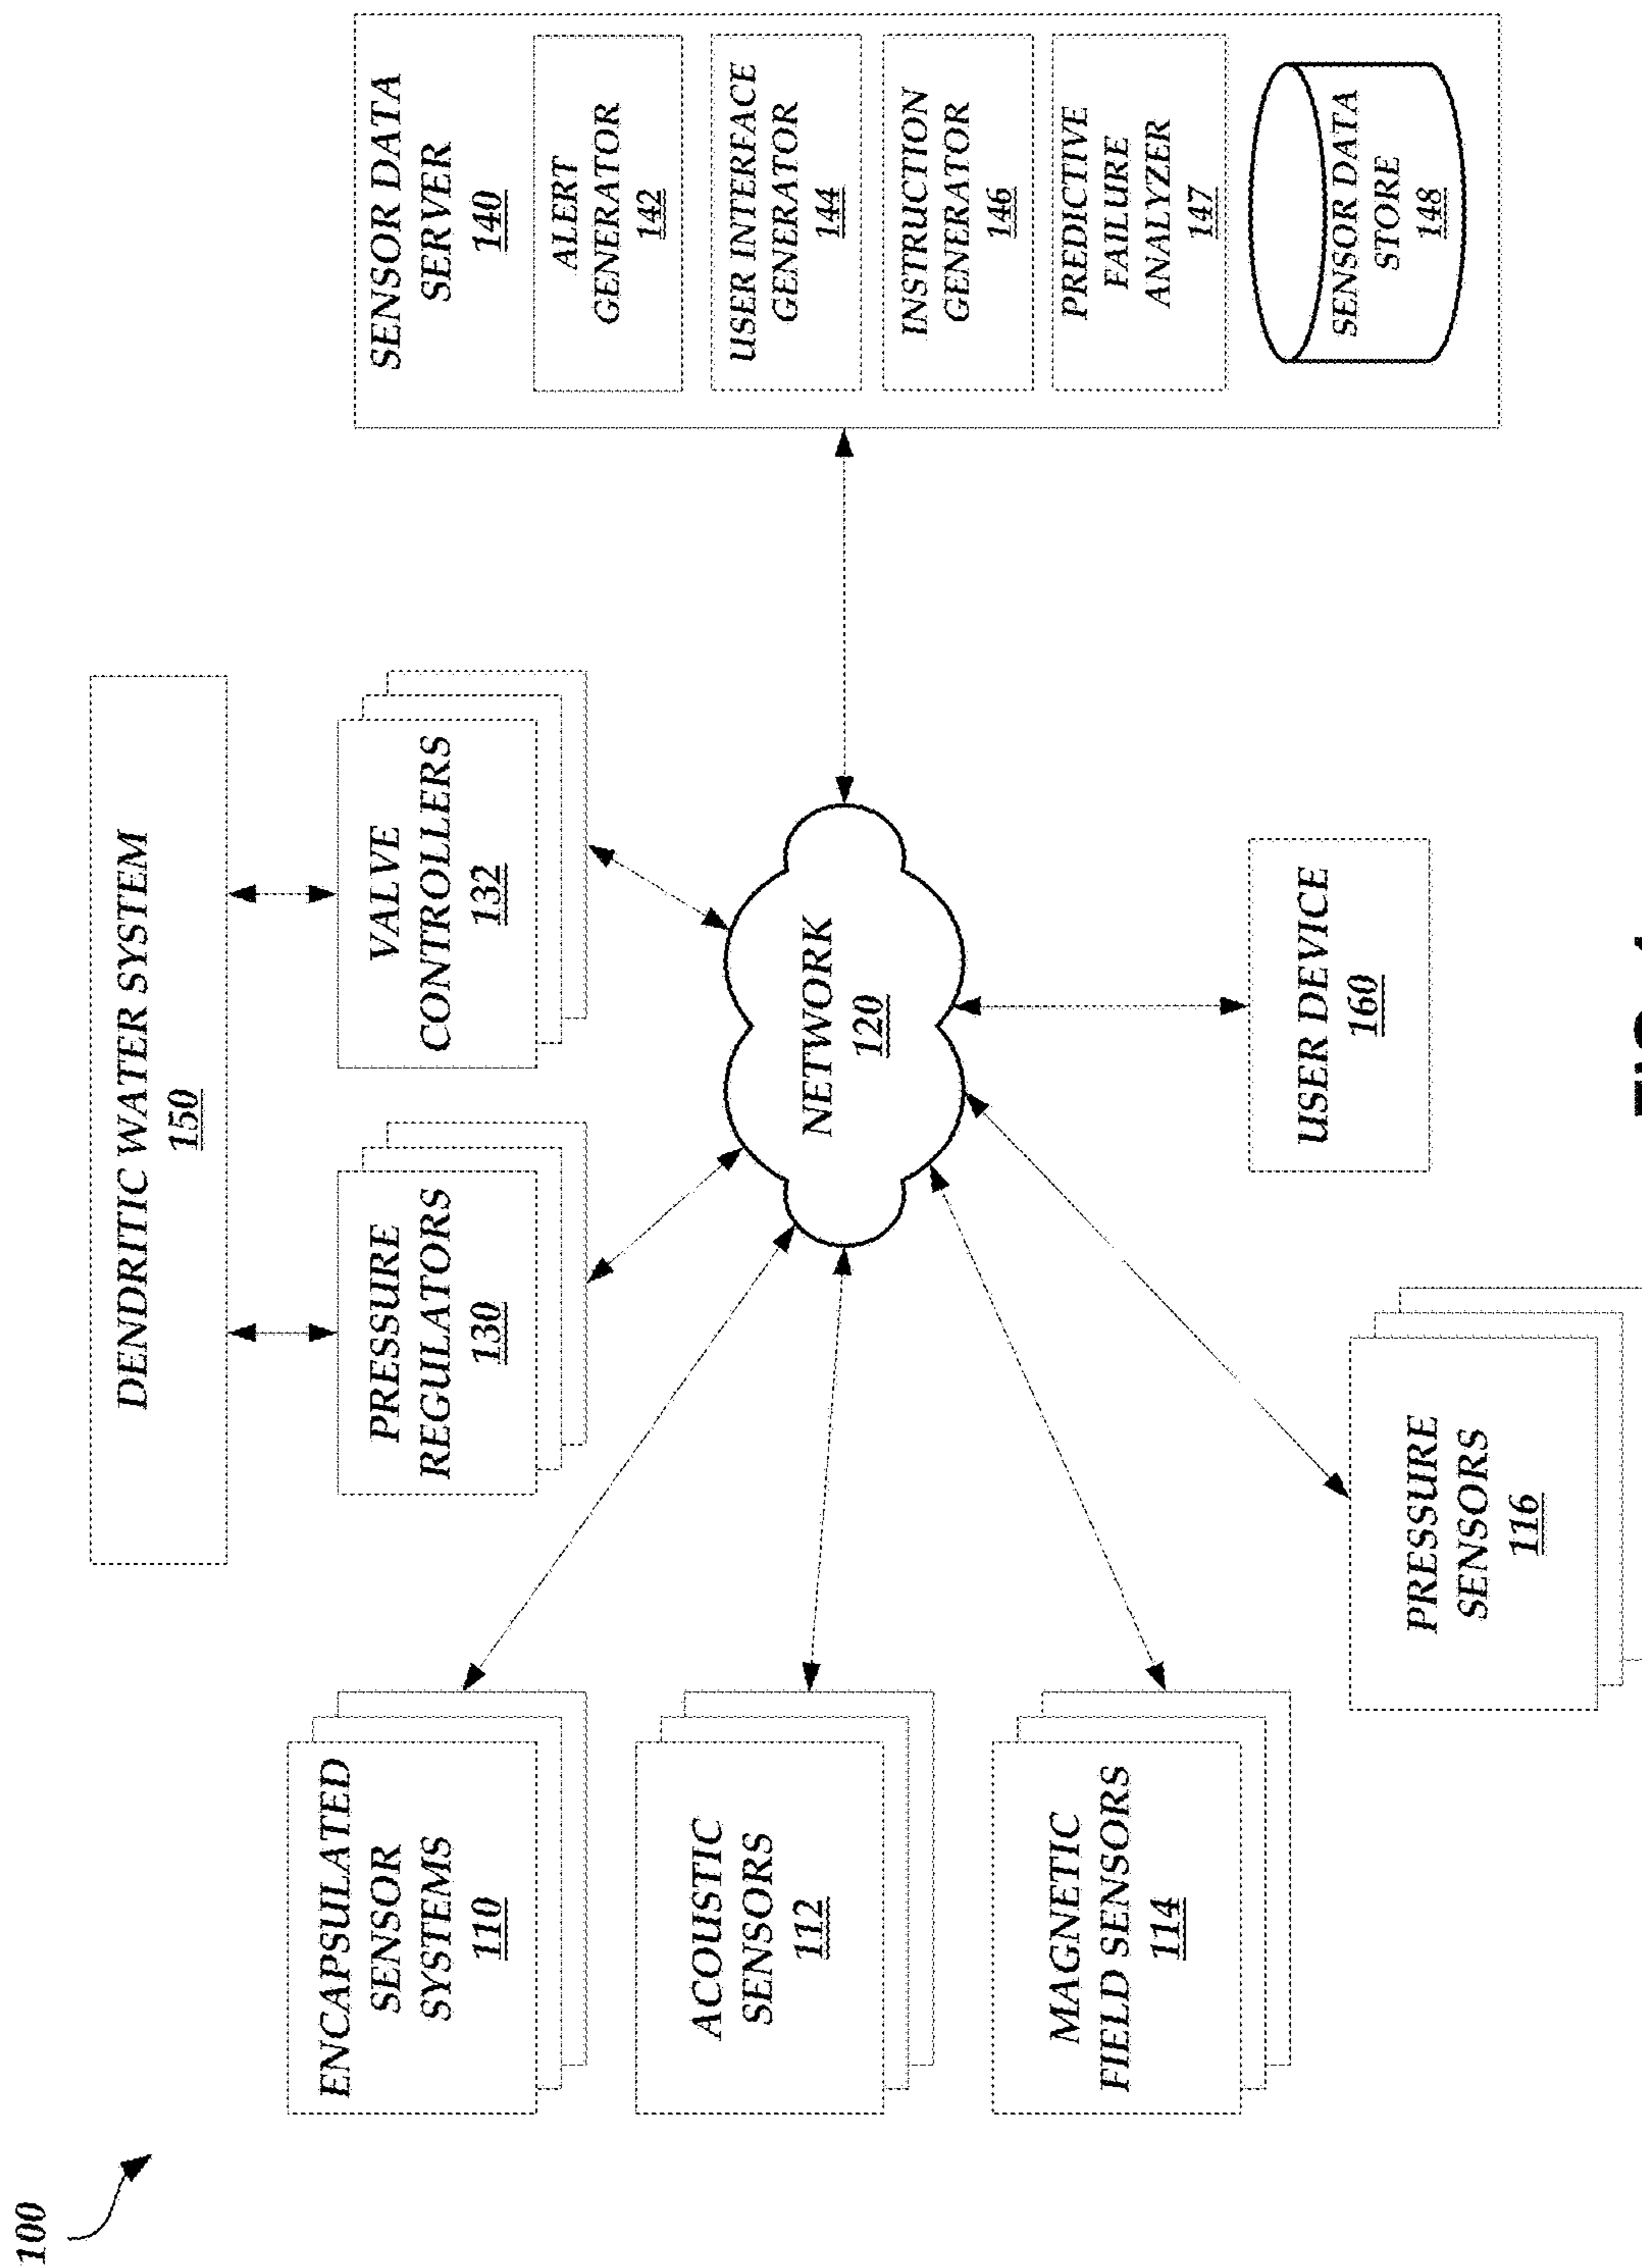 100
DENDRITIC WATER SYSTEM
150
PRESSURE
REGULATORS
130
VALVE
CONTROLLERS
132
ENCAPSULATED
SENSOR
SYSTEMS
110
ACOUSTIC
SENSORS
112
MAGNETIC
FIELD SENSORS
114
PRESSURE
SENSORS
116
NETWORK
120
USER DEVICE
160
SENSOR DATA
SERVER
140
ALERT
GENERATOR
142
USER INTERFACE
GENERATOR
144
INSTRUCTION
GENERATOR
146
PREDICTIVE
FAILURE
ANALYZER
147
SENSOR DATA
STORE
148